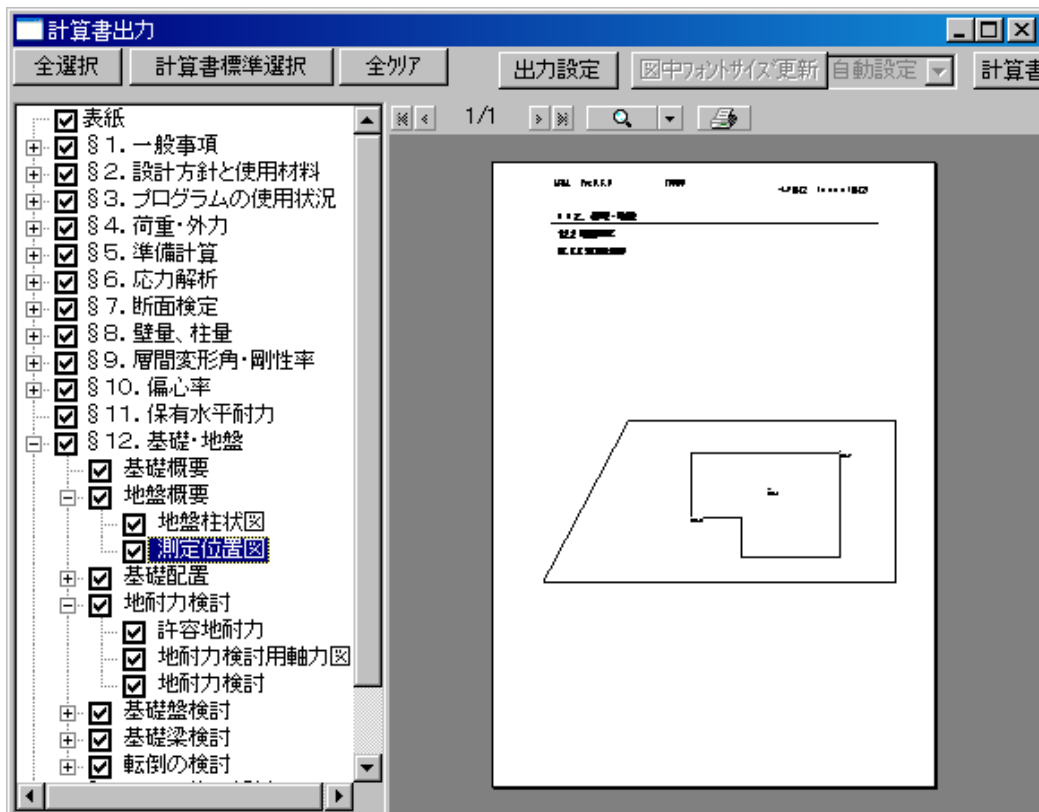 計算書出力
全選択 計算書標準選択 全クリア 出力設定 図中フォントサイズ更新 自動設定 計算書
1/1
表紙
§1.一般事項
§2.設計方針と使用材料
§3.プログラムの使用状況
§4.荷重・外力
§5.準備計算
§6.応力解析
§7.断面検定
§8.壁量、柱量
§9.層間変形角・剛性率
§10.偏心率
§11.保有水平耐力
§12.基礎・地盤
基礎概要
地盤概要
地盤柱状図
測定位置図
基礎配置
地耐力検討
許容地耐力
地耐力検討用軸力図
地耐力検討
基礎盤検討
基礎梁検討
転倒の検討